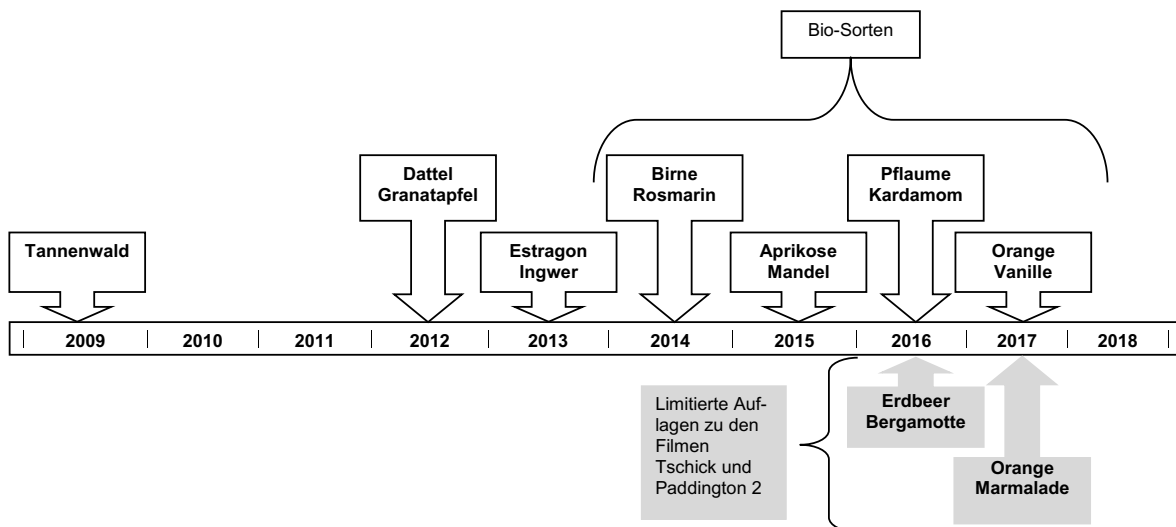 Bio-Sorten
Dattel
Granatapfel
Birne
Rosmarin
Pflaume
Kardamom
Tannenwald
Estragon
Ingwer
Aprikose
Mandel
Orange
Vanille
2009 2010 2011 2012 2013 2014 2015 2016 2017 2018
Limitierte Auf-
lagen zu den
Filmen
Tschick und
Paddington 2
Erdbeer
Bergamotte
Orange
Marmalade